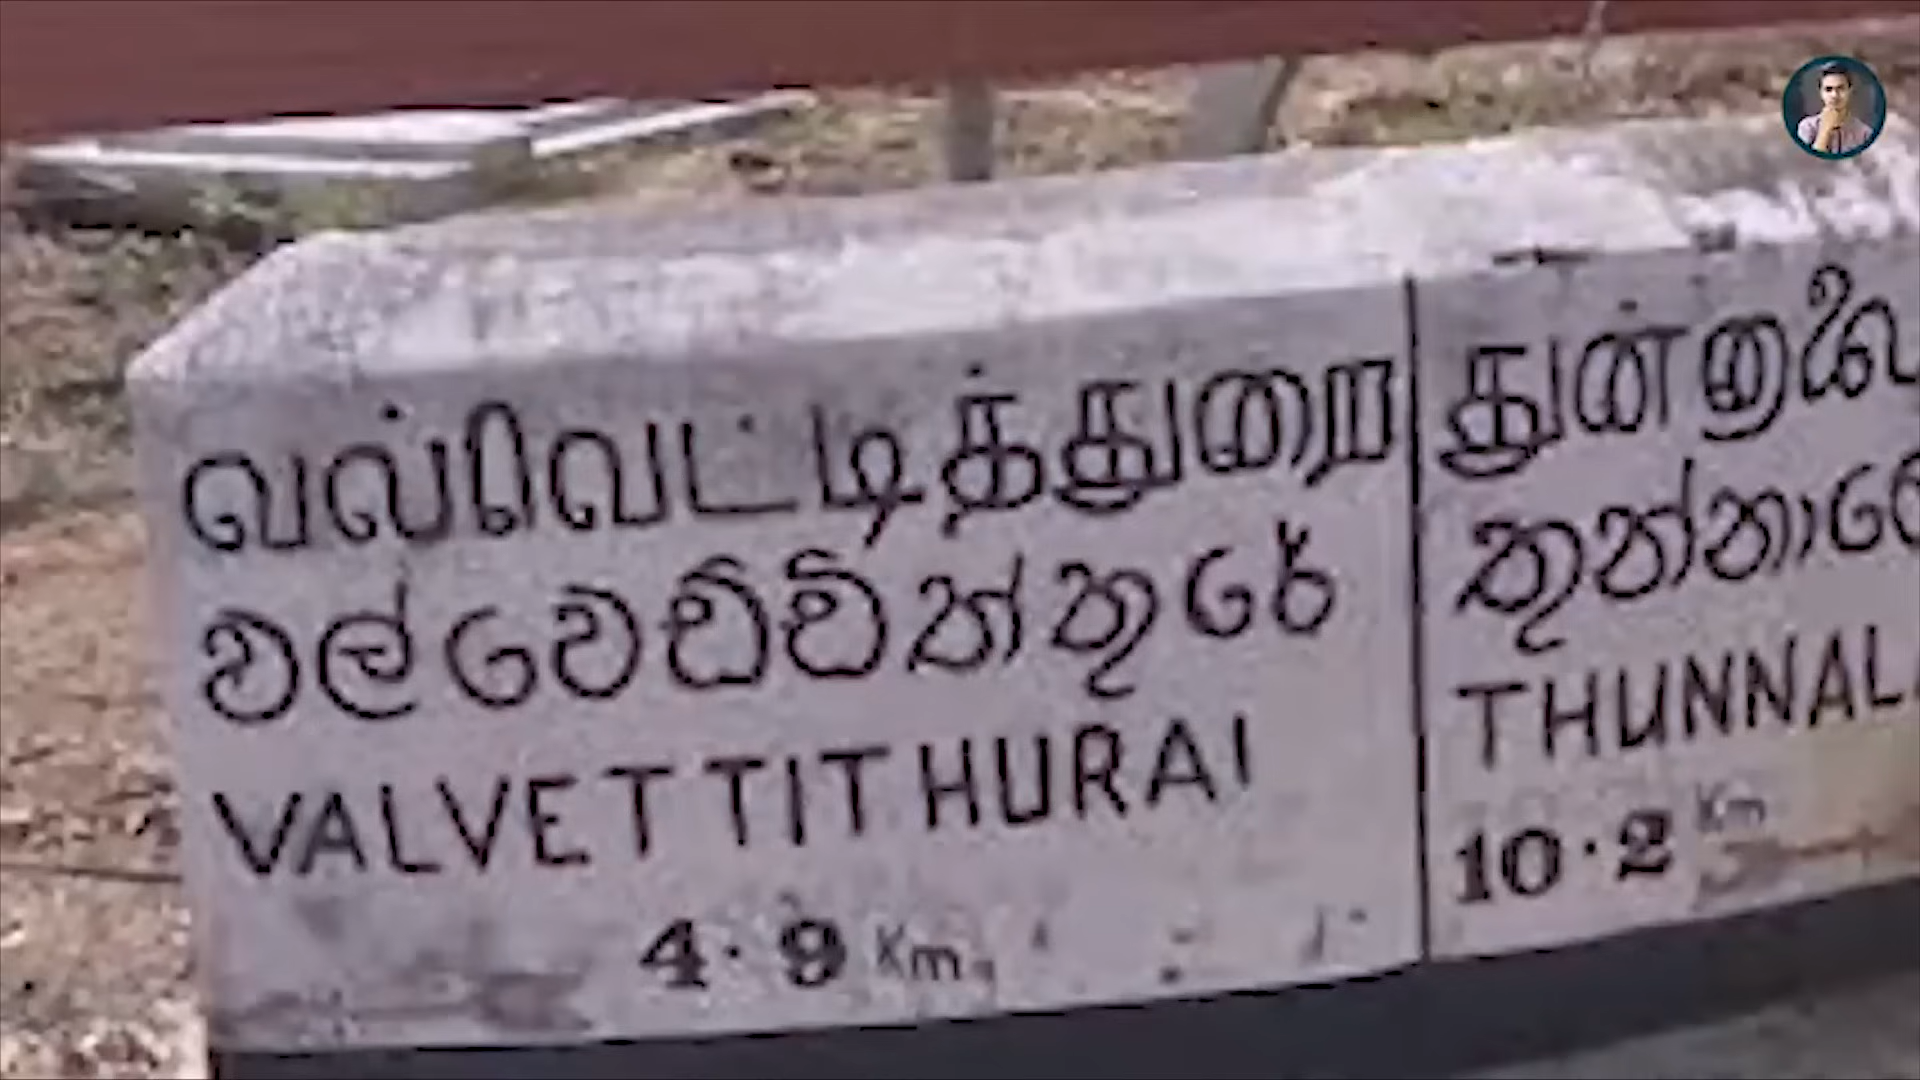 வல்வெட்டித்துறை
වල්වෙච්චිත්තුරේ
VALVETTITHURAI
4.9 Km
துன்னாலை
තුන්නාලෙ
THUNNAL
10.2 Km